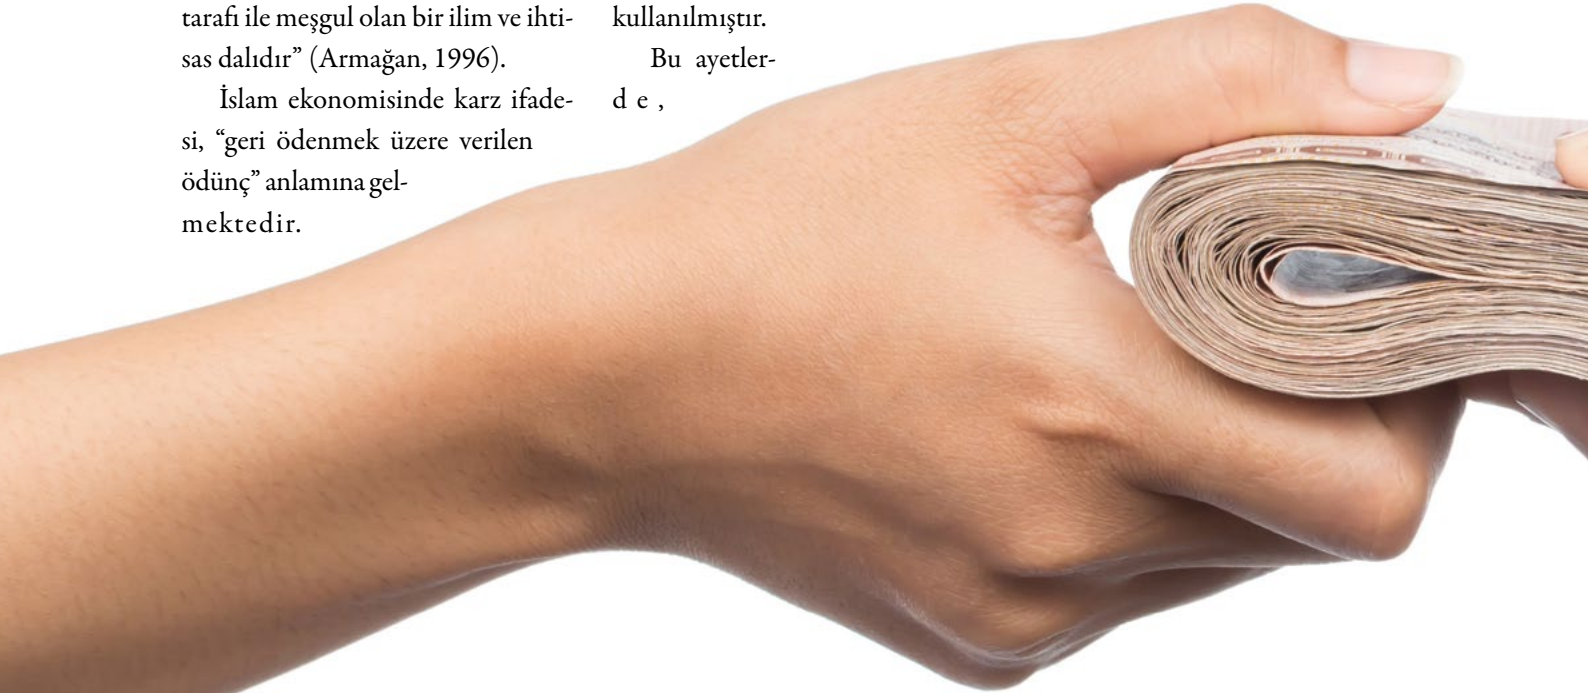 tarafı ile meşgul olan bir ilim ve ihti-
sas dalıdır” (Armağan, 1996).
İslam ekonomisinde karz ifade-
si, “geri ödenmek üzere verilen
ödünç” anlamına gel-
mektedir.
kullanılmıştır.
Bu ayetler-
de,